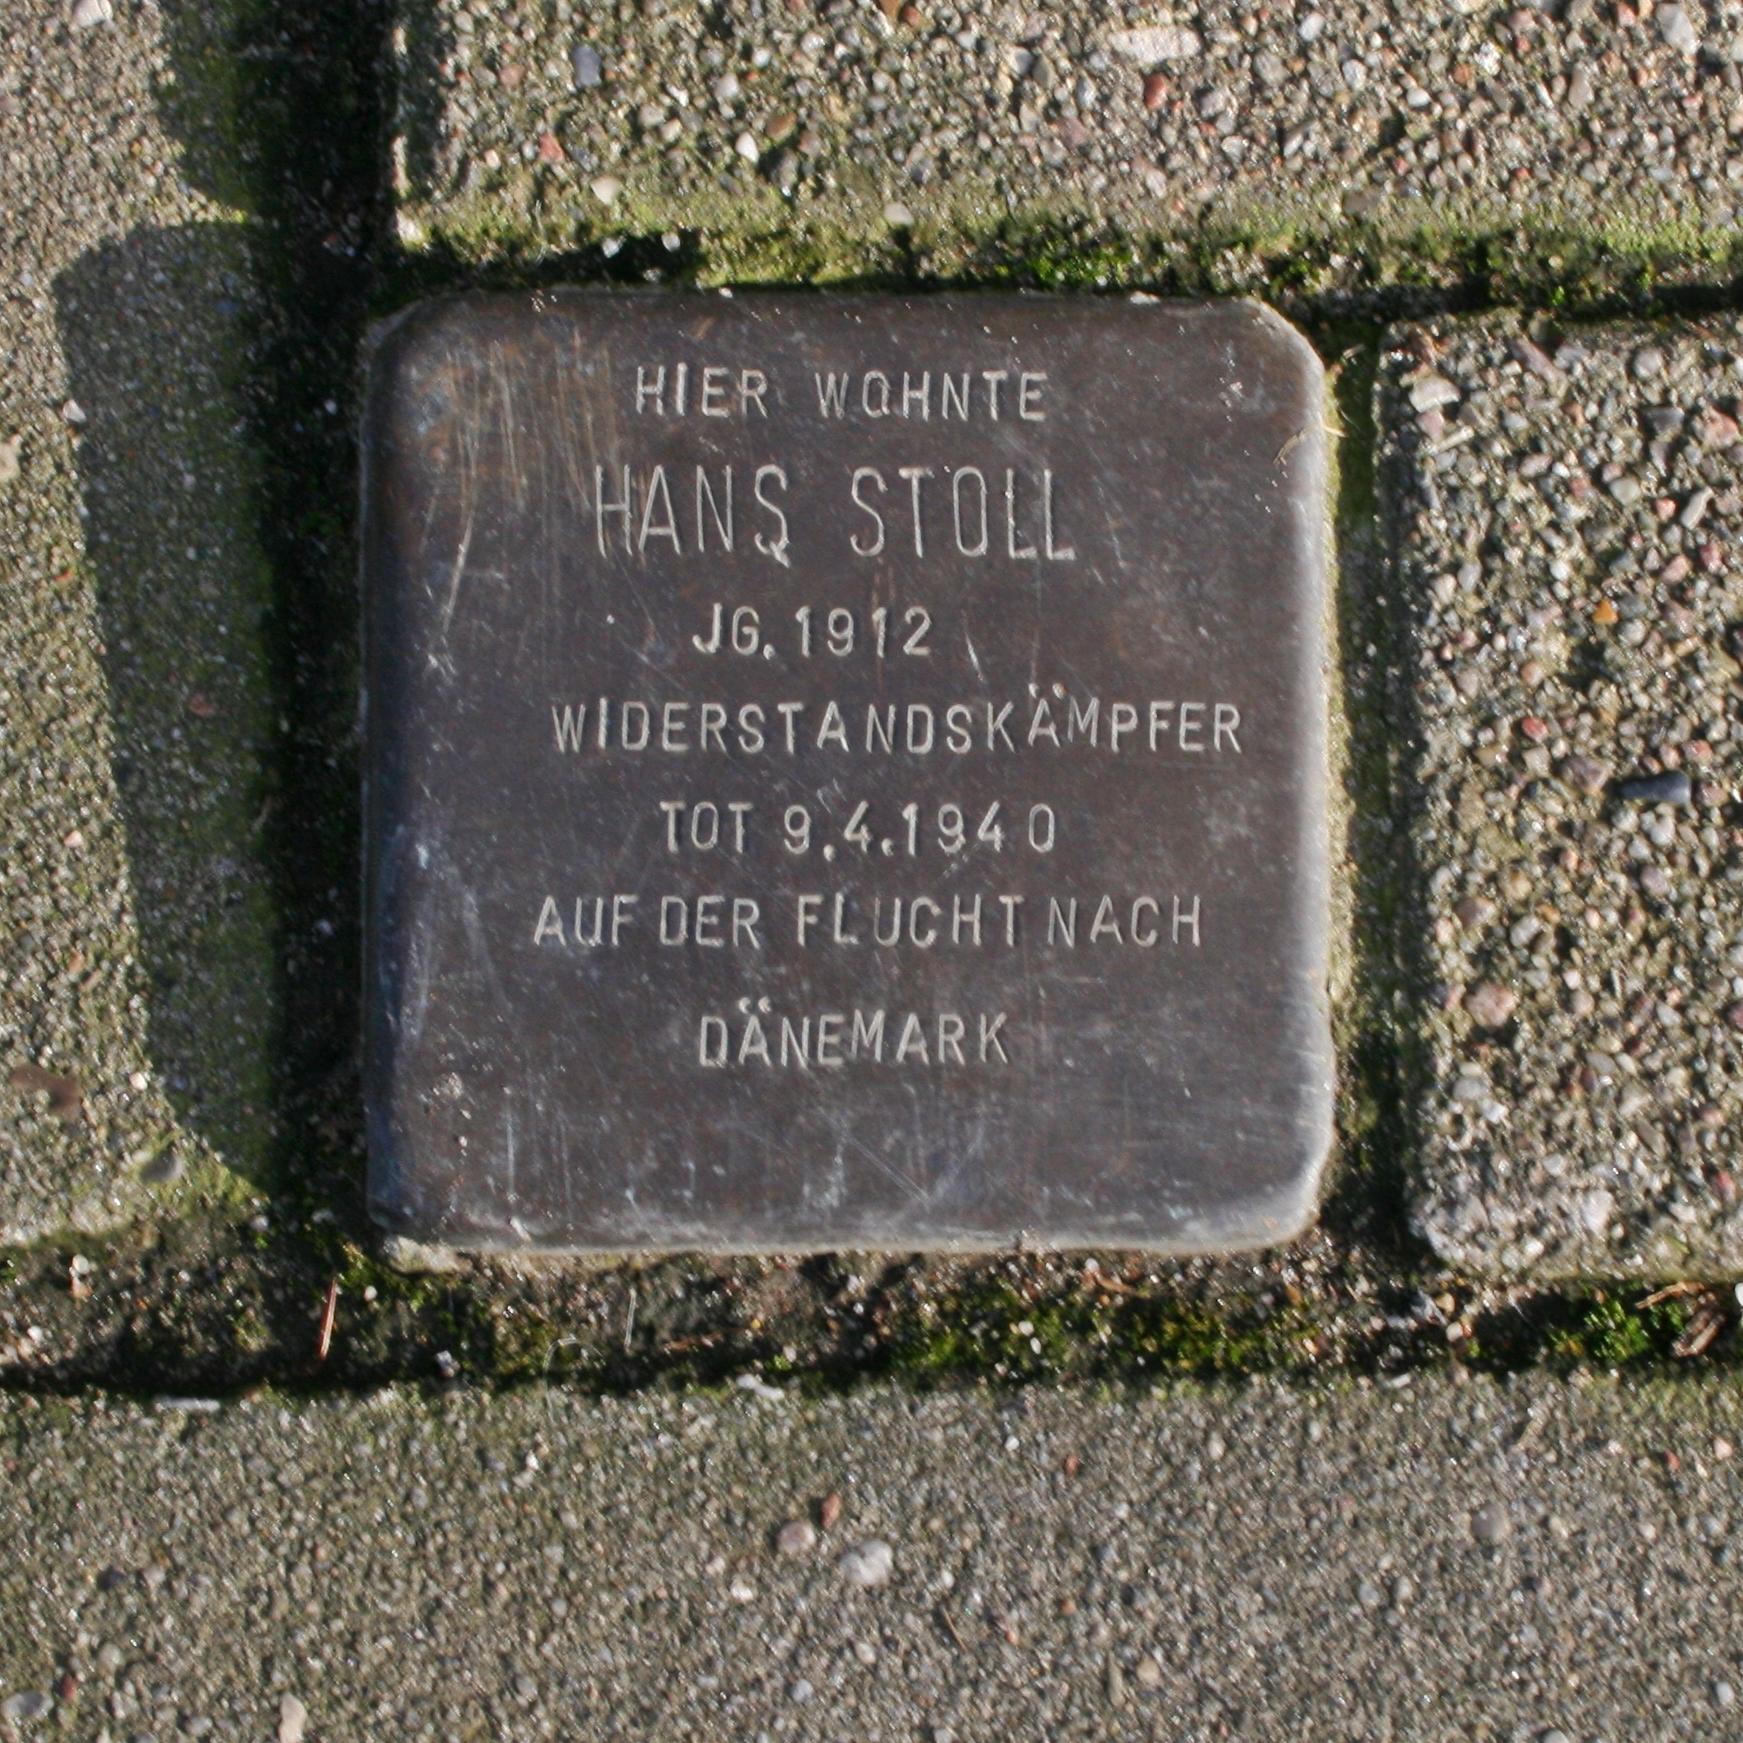 HIER WOHNTE
HANS STOLL
JG. 1912
WIDERSTANDSKÄMPFER
TOT 9.4.1940
AUF DER FLUCHT NACH
DÄNEMARK